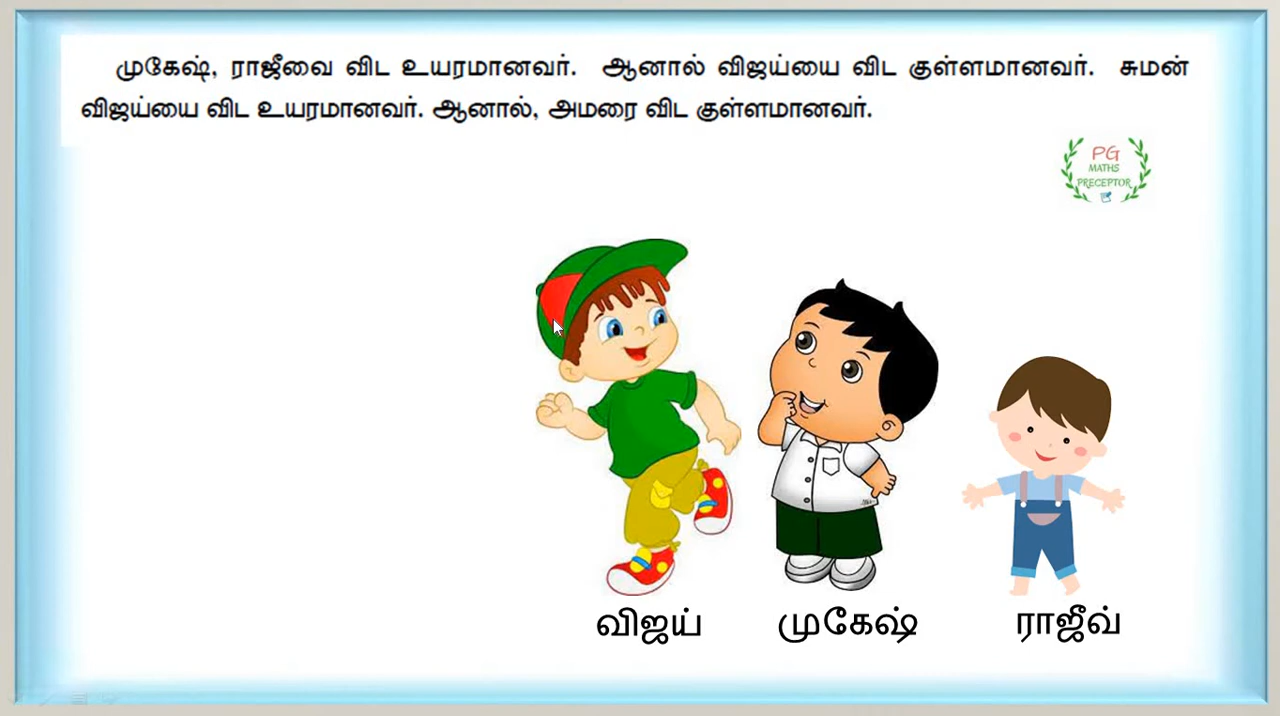 முகேஷ், ராஜீவை விட உயரமானவர். ஆனால் விஜய்யை விட குள்ளமானவர். சுமன்
விஜய்யை விட உயரமானவர். ஆனால், அமரை விட குள்ளமானவர்.
PG
MATHS
PRECEPTOR
விஜய் முகேஷ் ராஜீவ்